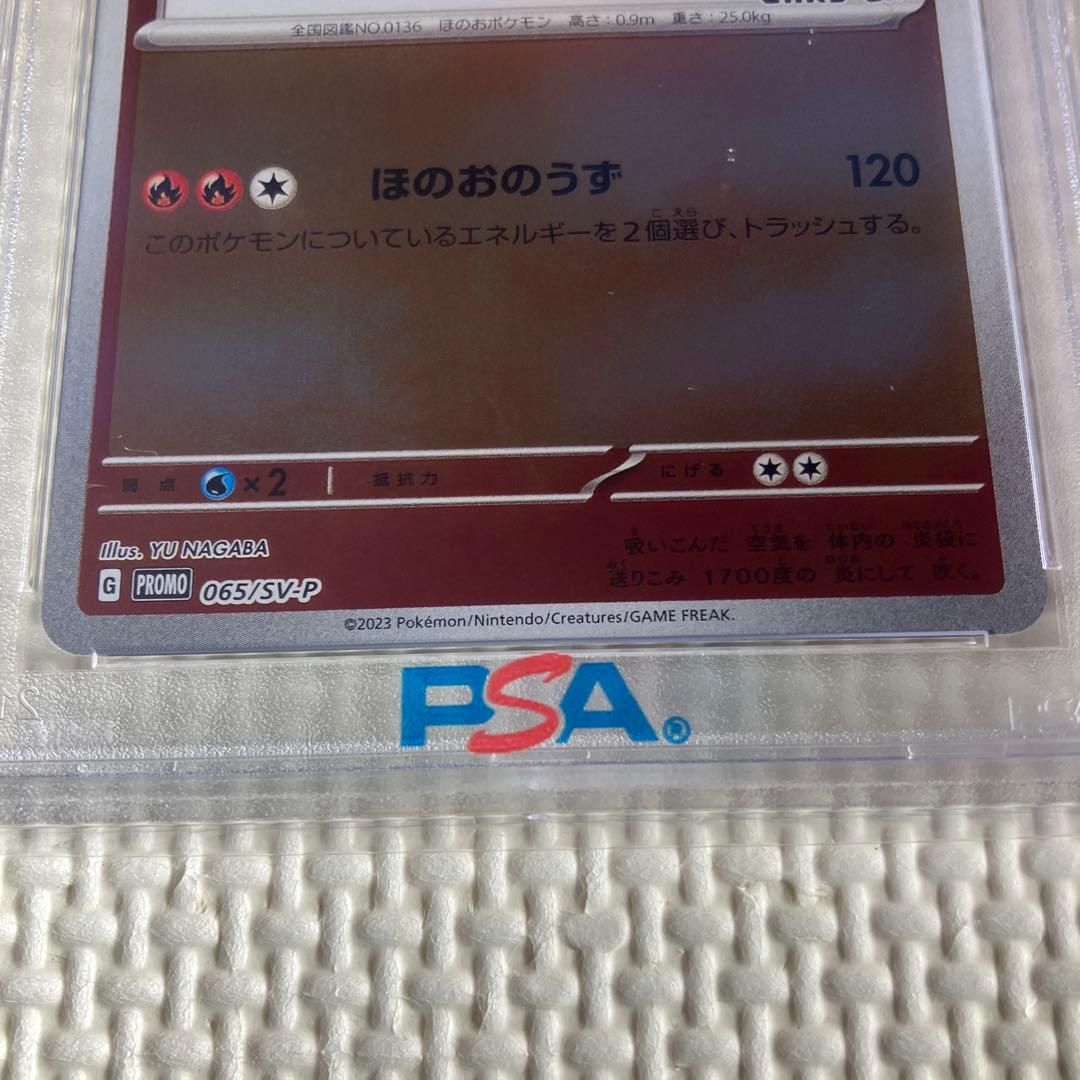 全国図鑑NO.0136 ほのおポケモン 高さ：0.9m 重さ：25.0kg
ほのおのうず 120
このポケモンについているエネルギーを2個選び、トラッシュする。
弱点 ×2 抵抗力 にげる
Illus. YU NAGABA
吸いこんだ 空気を 体内の 炎袋に
送りこみ 1700度の 炎にして 吹く。
G PROMO 065/SV-P
©2023 Pokémon/Nintendo/Creatures/GAME FREAK.
PSA®